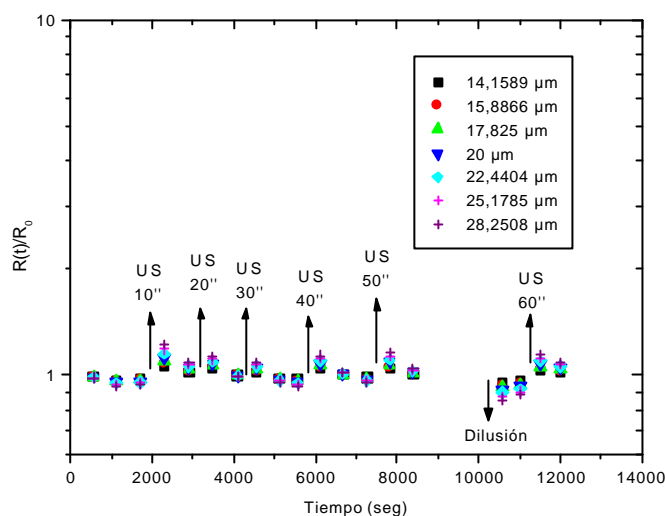 10
1
R(t)/R0
14,1589 µm
15,8866 µm
17,825 µm
20 µm
22,4404 µm
25,1785 µm
28,2508 µm
US
10''
US
20''
US
30''
US
40''
US
50''
US
60''
Dilusión
0 2000 4000 6000 8000 10000 12000 14000
Tiempo (seg)